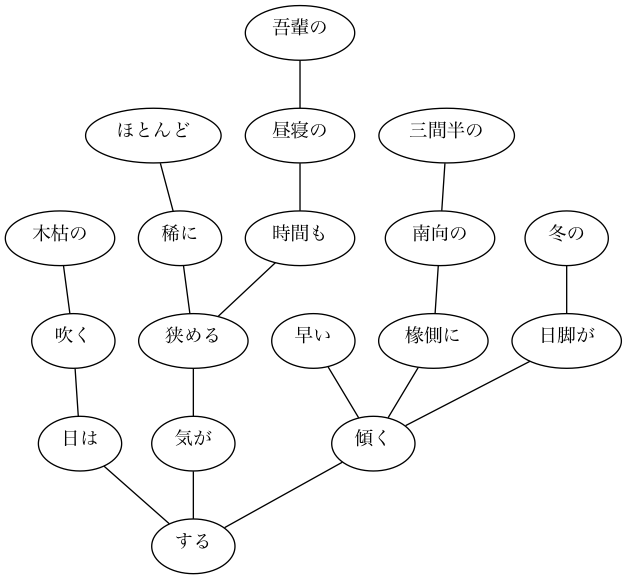 吾輩の
ほとんど
昼寝の
三間半の
木枯の
稀に
時間も
南向の
冬の
吹く
狭める
早い
椽側に
日脚が
日は
気が
傾く
する